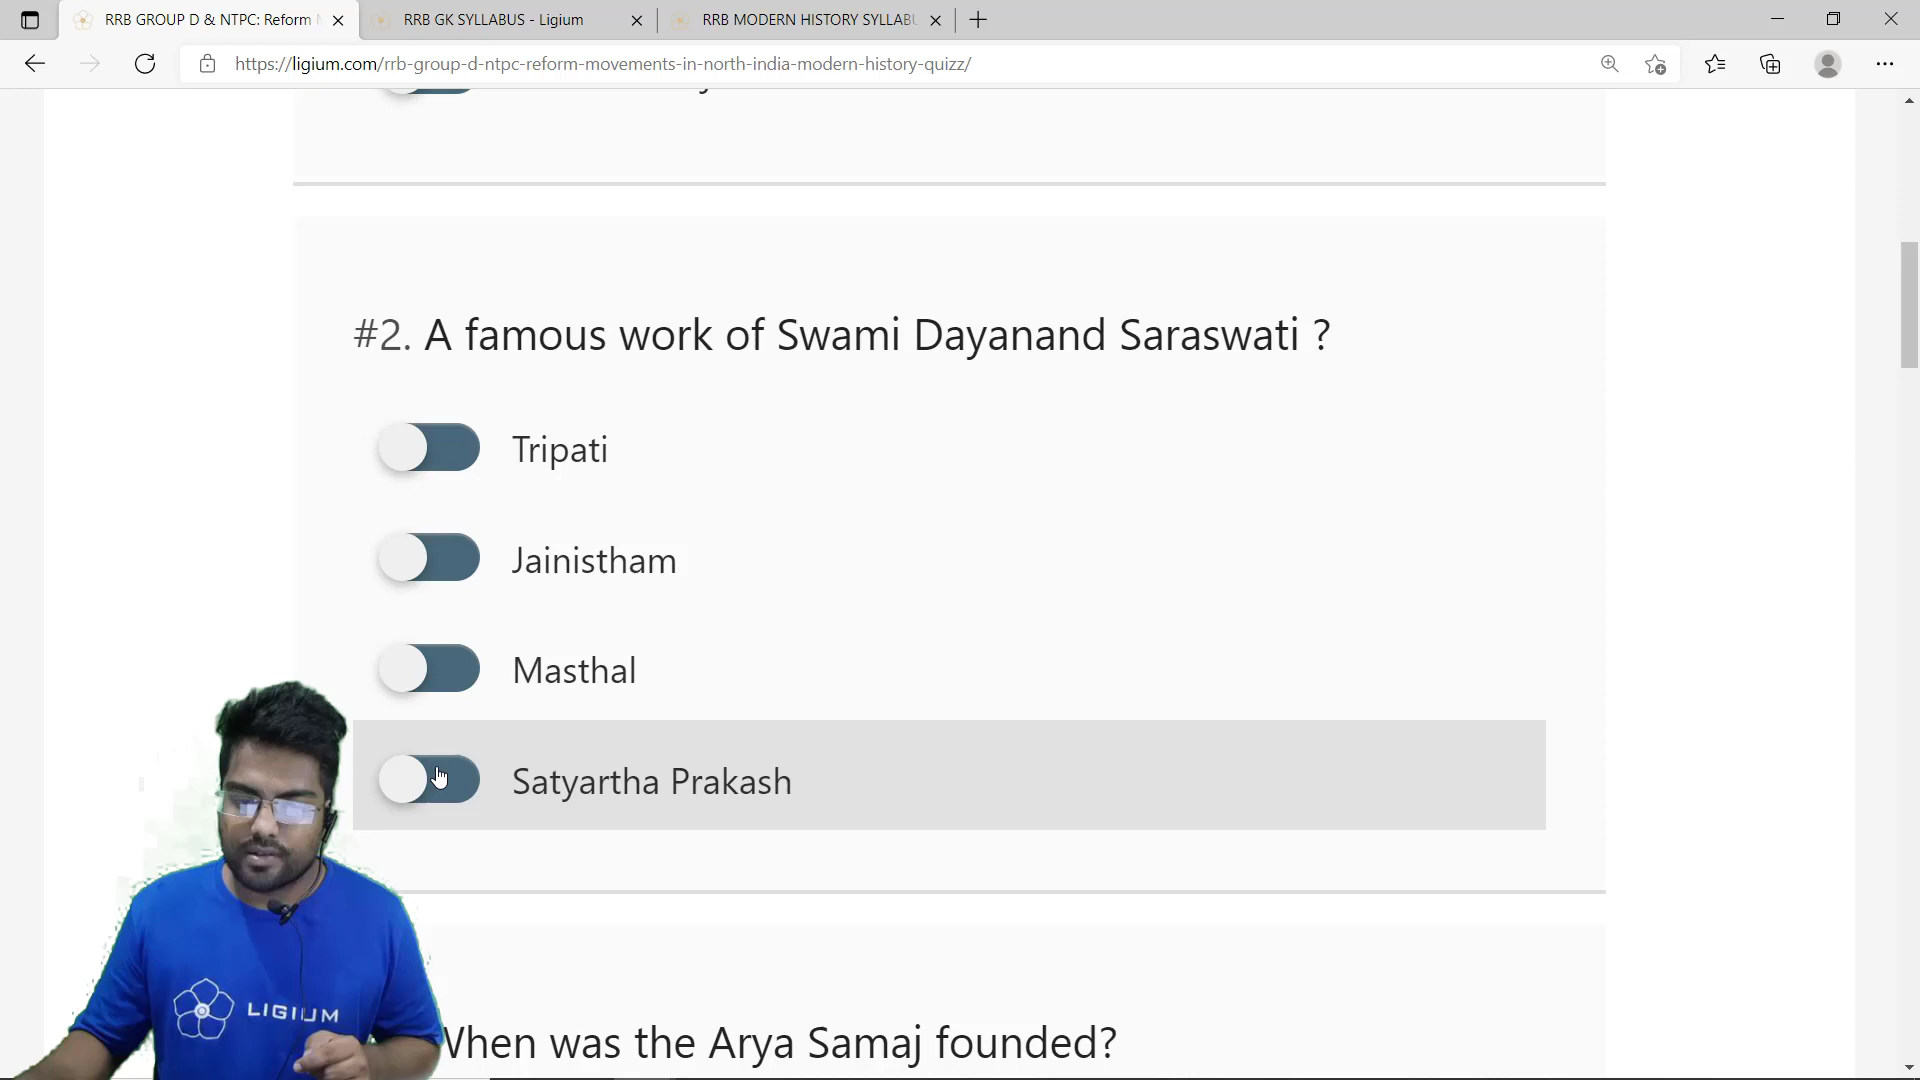 RRB GROUP D & NTPC: Reform
RRB GK SYLLABUS - Ligium
RRB MODERN HISTORY SYLLABU
https://ligium.com/rrb-group-d-ntpc-reform-movements-in-north-india-modern-history-quizz/
#2. A famous work of Swami Dayanand Saraswati ?
Tripati
Jainistham
Masthal
Satyartha Prakash
LIGIUM
When was the Arya Samaj founded?